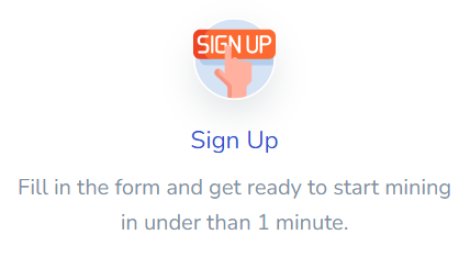 SIGN UP
Sign Up
Fill in the form and get ready to start mining
in under than 1 minute.